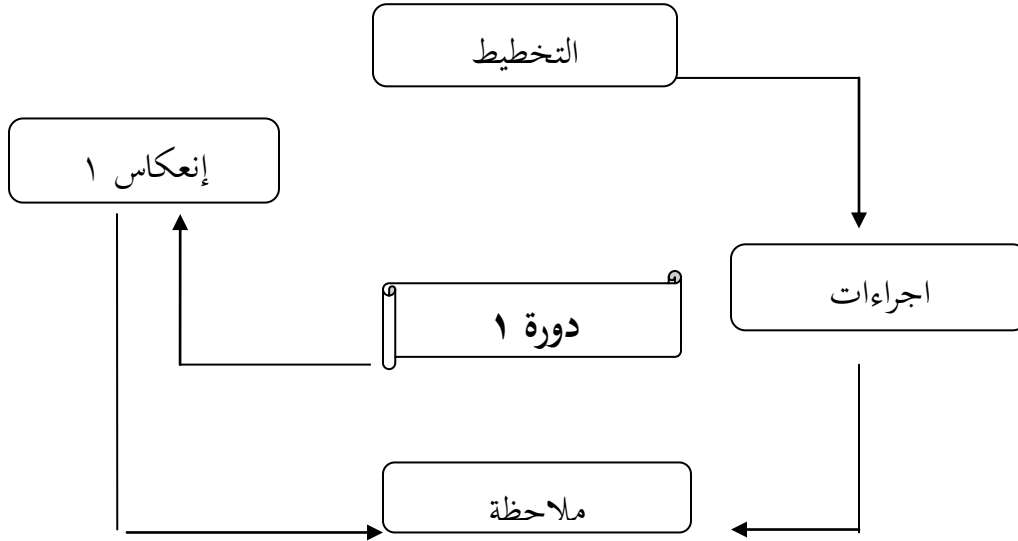 التخطيط
إنعكاس ١
اجراءات
دورة ١
ملاحظة